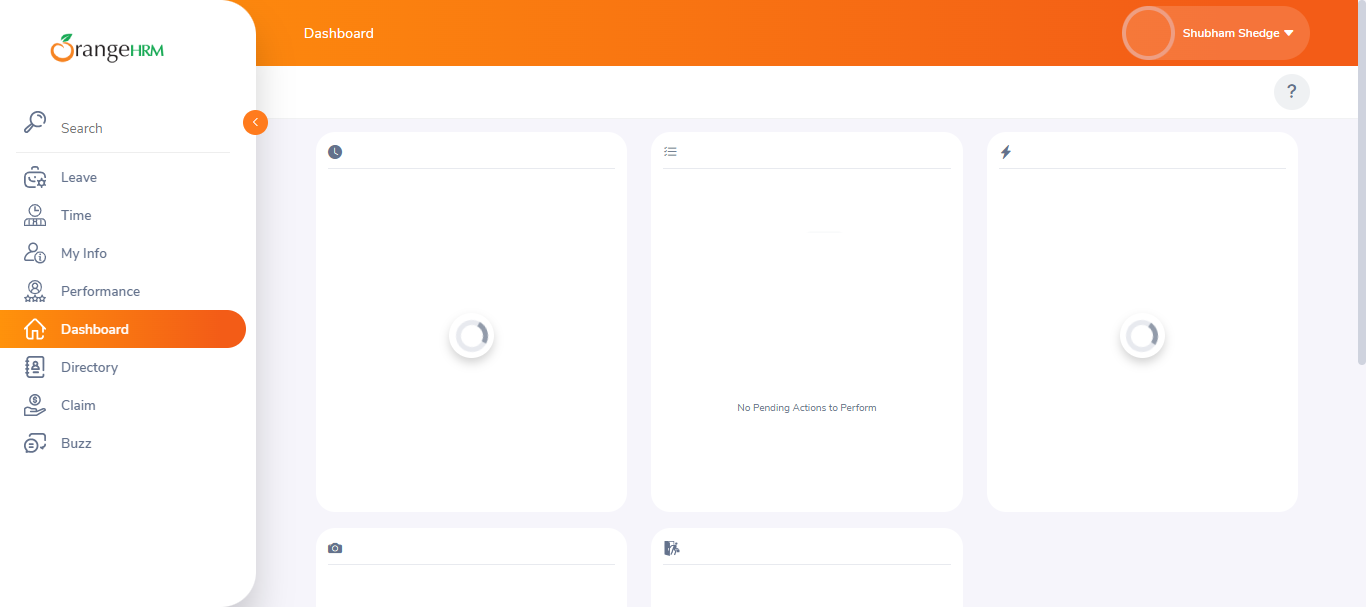 OrangeHRM
Dashboard
Shubham Shedge
?
Search
Leave
Time
My Info
Performance
Dashboard
Directory
Claim
Buzz
No Pending Actions to Perform